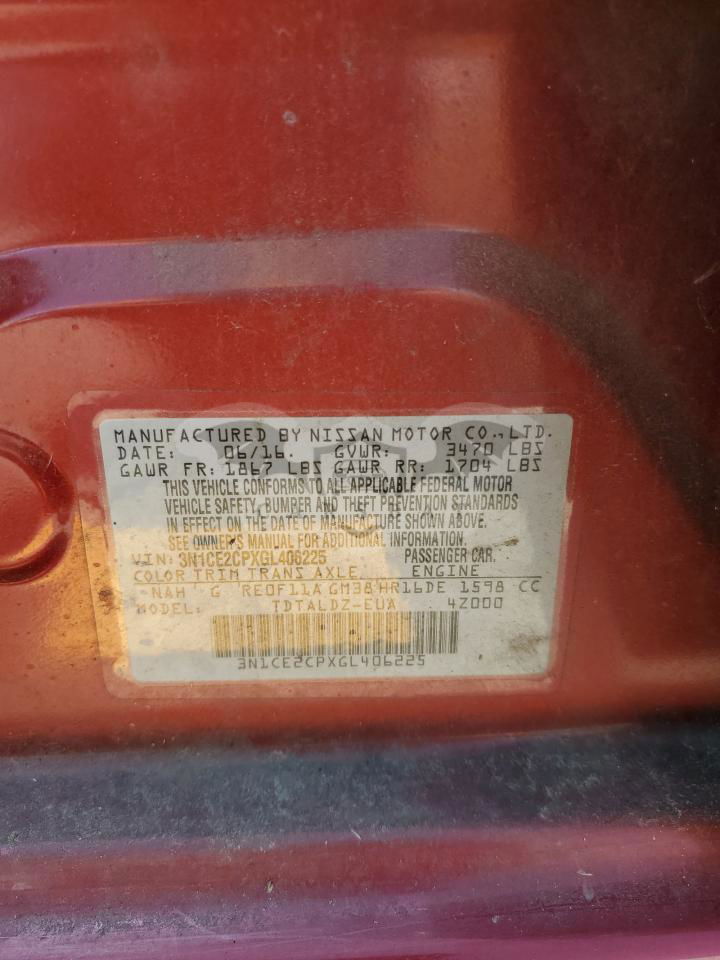 MANUFACTURED BY NISSAN MOTOR CO., LTD.
DATE: 06/16. GVWR: 3470 LBS
GAWR FR: 1867 LBS GAWR RR: 1704 LBS
THIS VEHICLE CONFORMS TO ALL APPLICABLE FEDERAL MOTOR
VEHICLE SAFETY, BUMPER AND THEFT PREVENTION STANDARDS
IN EFFECT ON THE DATE OF MANUFACTURE SHOWN ABOVE.
SEE OWNER'S MANUAL FOR ADDITIONAL INFORMATION.
VIN: 3N1CE2CPXGL406225 PASSENGER CAR.
COLOR TRIM TRANS AXLE ENGINE
NAH G RE0F11A GM38 HR16DE 1598 CC
MODEL: TDTALDZ-EUA 4Z000
3N1CE2CPXGL406225